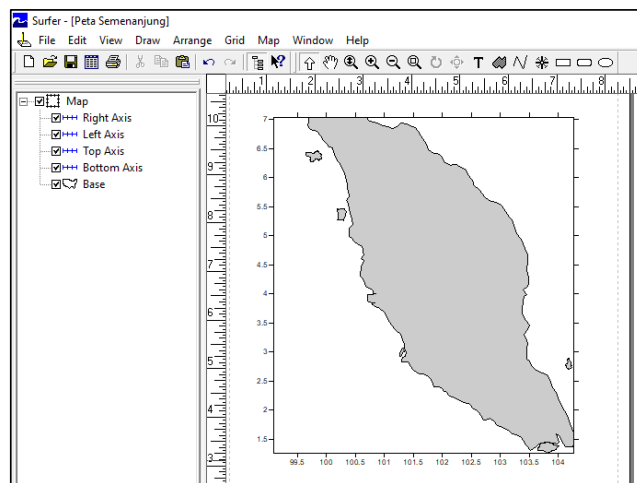 Surfer - [Peta Semenanjung]
File Edit View Draw Arrange Grid Map Window Help
1 2 3 4 5 6 7 8
Map
Right Axis
Left Axis
Top Axis
Bottom Axis
Base
10
9
8
7
6
5
4
3
7
6.5
6
5.5
5
4.5
4
3.5
3
2.5
2
1.5
99.5 100 100.5 101 101.5 102 102.5 103 103.5 104